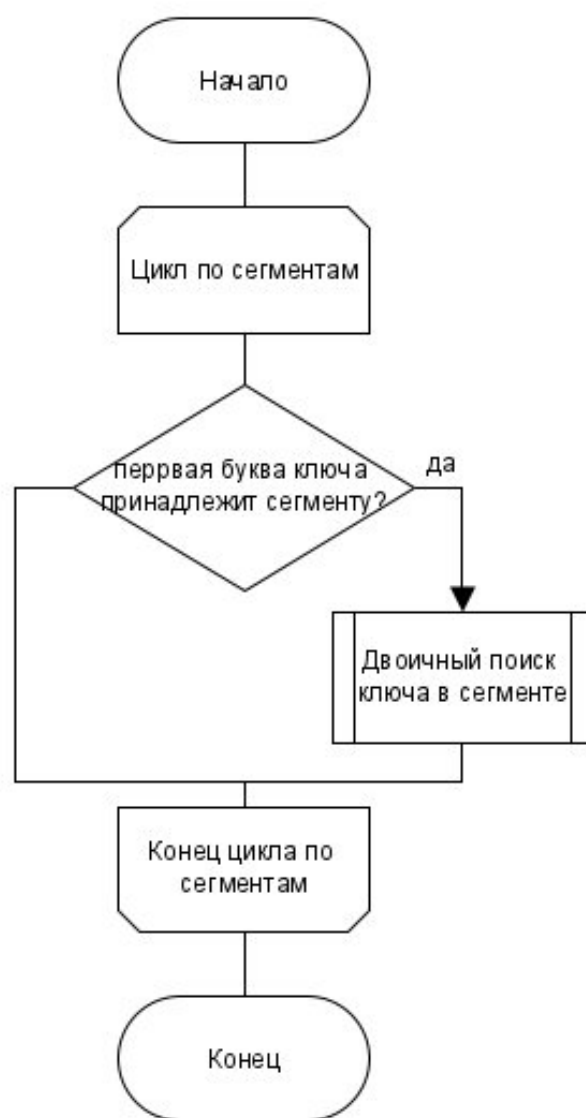 Начало
Цикл по сегментам
перрвая буква ключа
принадлежит сегменту?
да
Двоичный поиск
ключа в сегменте
Конец цикла по
сегментам
Конец